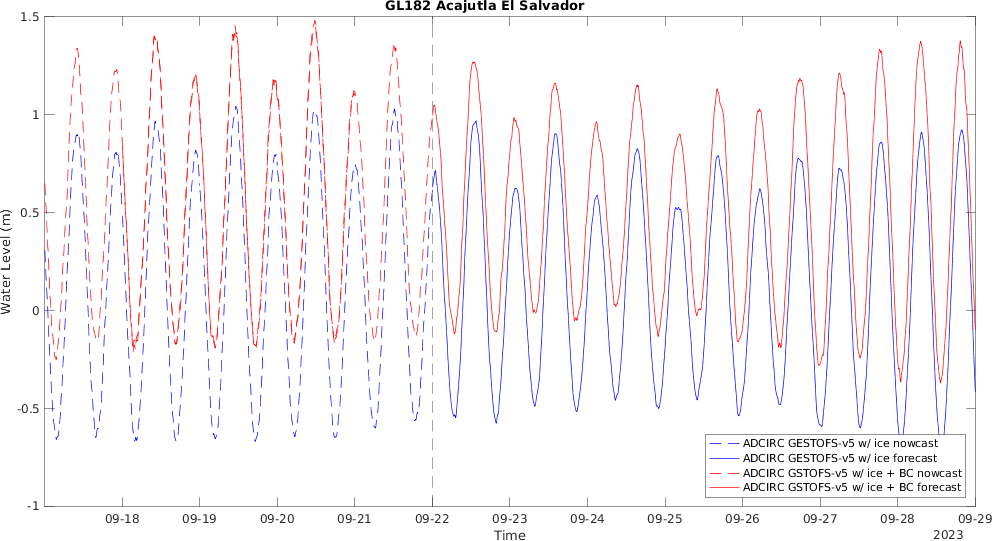 GL182 Acajutla El Salvador
1.5
1
0.5
0
-0.5
-1
Water Level (m)
ADCIRC GESTOFS-v5 w/ ice nowcast
ADCIRC GESTOFS-v5 w/ ice forecast
ADCIRC GSTOFS-v5 w/ ice + BC nowcast
ADCIRC GSTOFS-v5 w/ ice + BC forecast
09-18 09-19 09-20 09-21 09-22 09-23 09-24 09-25 09-26 09-27 09-28 09-29
Time
2023